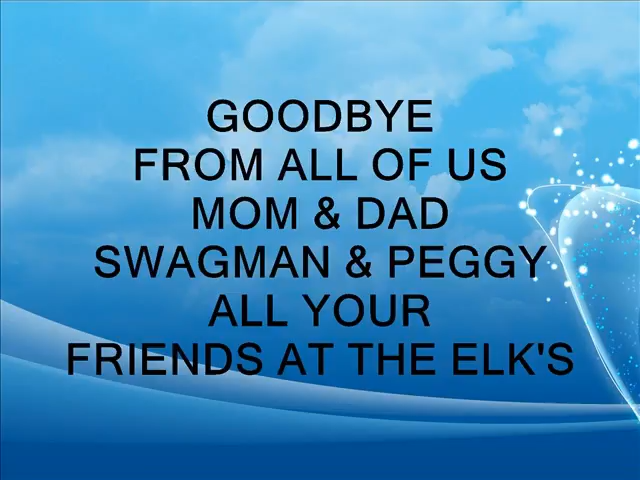 GOODBYE
FROM ALL OF US
MOM & DAD
SWAGMAN & PEGGY
ALL YOUR
FRIENDS AT THE ELK'S